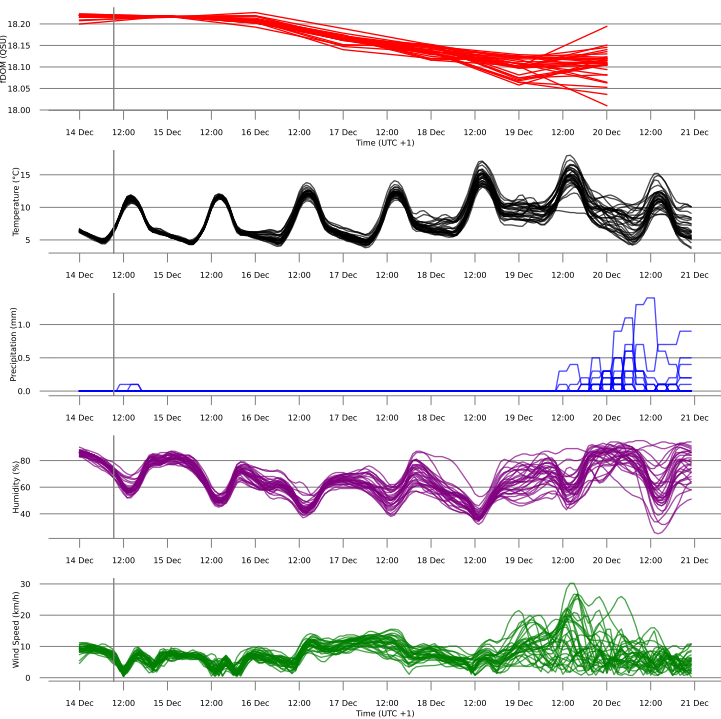 fDOM (QSU)
18.20
18.15
18.10
18.05
18.00
14 Dec 12:00 15 Dec 12:00 16 Dec 12:00 17 Dec 12:00 18 Dec 12:00 19 Dec 12:00 20 Dec 12:00 21 Dec
Time (UTC +1)
Temperature (°C)
15
10
5
14 Dec 12:00 15 Dec 12:00 16 Dec 12:00 17 Dec 12:00 18 Dec 12:00 19 Dec 12:00 20 Dec 12:00 21 Dec
Precipitation (mm)
1.0
0.5
0.0
14 Dec 12:00 15 Dec 12:00 16 Dec 12:00 17 Dec 12:00 18 Dec 12:00 19 Dec 12:00 20 Dec 12:00 21 Dec
Humidity (%)
80
60
40
14 Dec 12:00 15 Dec 12:00 16 Dec 12:00 17 Dec 12:00 18 Dec 12:00 19 Dec 12:00 20 Dec 12:00 21 Dec
Wind Speed (km/h)
30
20
10
0
14 Dec 12:00 15 Dec 12:00 16 Dec 12:00 17 Dec 12:00 18 Dec 12:00 19 Dec 12:00 20 Dec 12:00 21 Dec
Time (UTC +1)